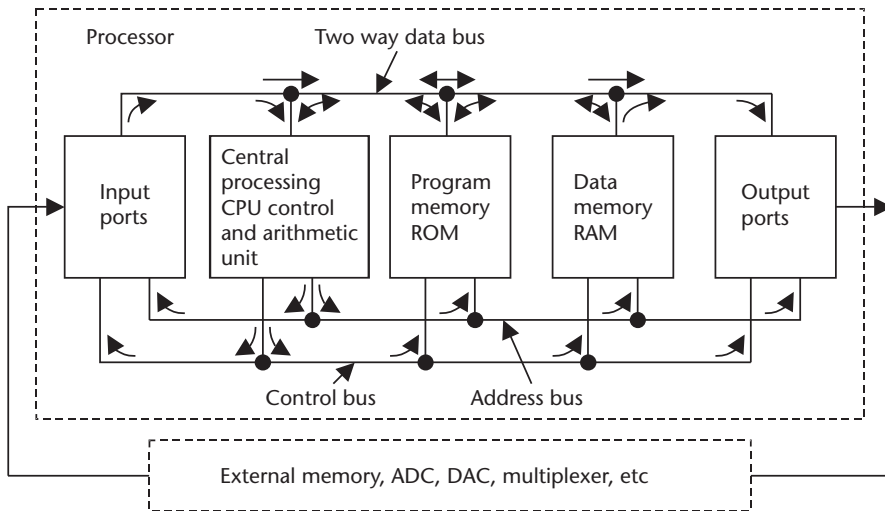 Processor
Two way data bus
Input
ports
Central
processing
CPU control
and arithmetic
unit
Program
memory
ROM
Data
memory
RAM
Output
ports
Control bus
Address bus
External memory, ADC, DAC, multiplexer, etc